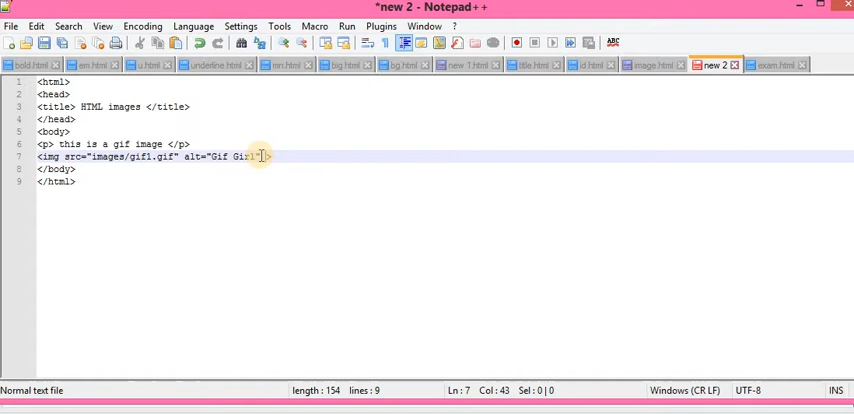 *new 2 - Notepad++
File Edit Search View Encoding Language Settings Tools Macro Run Plugins Window ?
ABC
bold.html em.html u.html underline.html mn.html big.html bg.html new 1.html title.html id.html image.html new 2 exam.html
1 <html>
2 <head>
3 <title> HTML images </title>
4 </head>
5 <body>
6 <p> this is a gif image </p>
7 <img src="images/gif1.gif" alt="Gif Girl" >
8 </body>
9 </html>
Normal text file length : 154 lines : 9 Ln : 7 Col : 43 Sel : 0 | 0 Windows (CR LF) UTF-8 INS